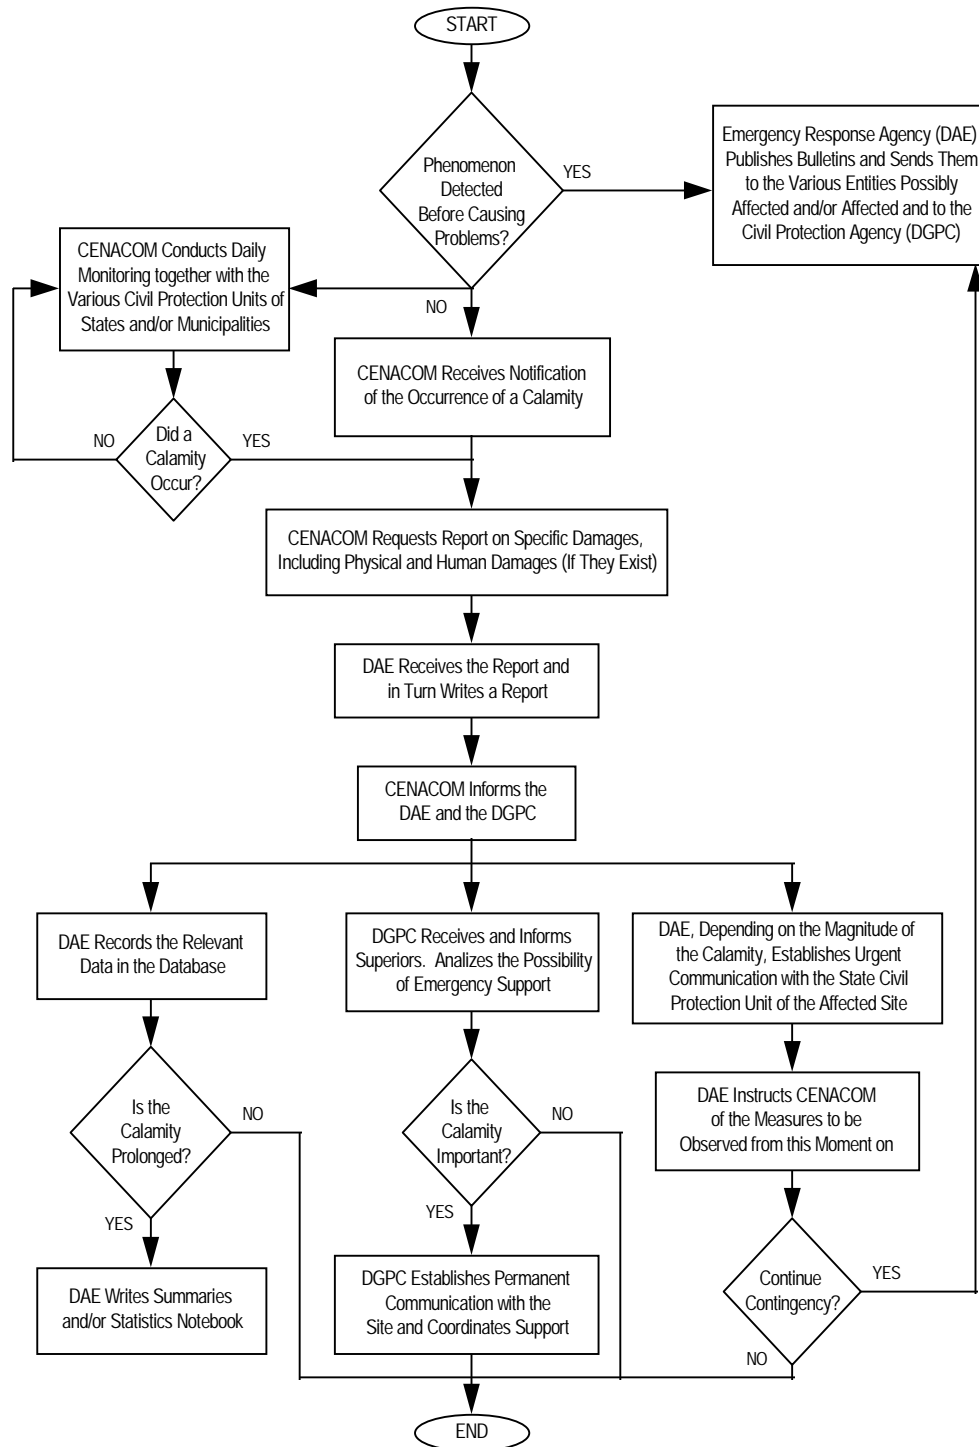 START
Phenomenon
Detected
Before Causing
Problems?
YES
Emergency Response Agency (DAE)
Publishes Bulletins and Sends Them
to the Various Entities Possibly
Affected and/or Affected and to the
Civil Protection Agency (DGPC)
CENACOM Conducts Daily
Monitoring together with the
Various Civil Protection Units of
States and/or Municipalities
NO
CENACOM Receives Notification
of the Occurrence of a Calamity
NO
Did a
Calamity
Occur?
YES
CENACOM Requests Report on Specific Damages,
Including Physical and Human Damages (If They Exist)
DAE Receives the Report and
in Turn Writes a Report
CENACOM Informs the
DAE and the DGPC
DAE Records the Relevant
Data in the Database
DGPC Receives and Informs
Superiors. Analizes the Possibility
of Emergency Support
DAE, Depending on the Magnitude of
the Calamity, Establishes Urgent
Communication with the State Civil
Protection Unit of the Affected Site
Is the
Calamity
Prolonged?
NO
YES
Is the
Calamity
Important?
NO
YES
DAE Instructs CENACOM
of the Measures to be
Observed from this Moment on
DAE Writes Summaries
and/or Statistics Notebook
DGPC Establishes Permanent
Communication with the
Site and Coordinates Support
Continue
Contingency?
YES
NO
END